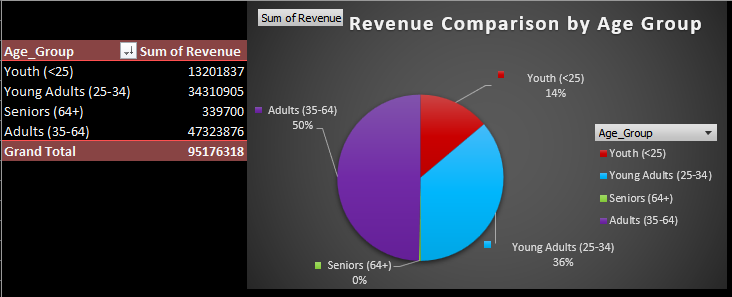 Age_Group Sum of Revenue
Youth (<25) 13201837
Young Adults (25-34) 34310905
Seniors (64+) 339700
Adults (35-64) 47323876
Grand Total 95176318
Sum of Revenue
Revenue Comparison by Age Group
Youth (<25)
14%
Adults (35-64)
50%
Young Adults (25-34)
36%
Seniors (64+)
0%
Age_Group
Youth (<25)
Young Adults (25-34)
Seniors (64+)
Adults (35-64)